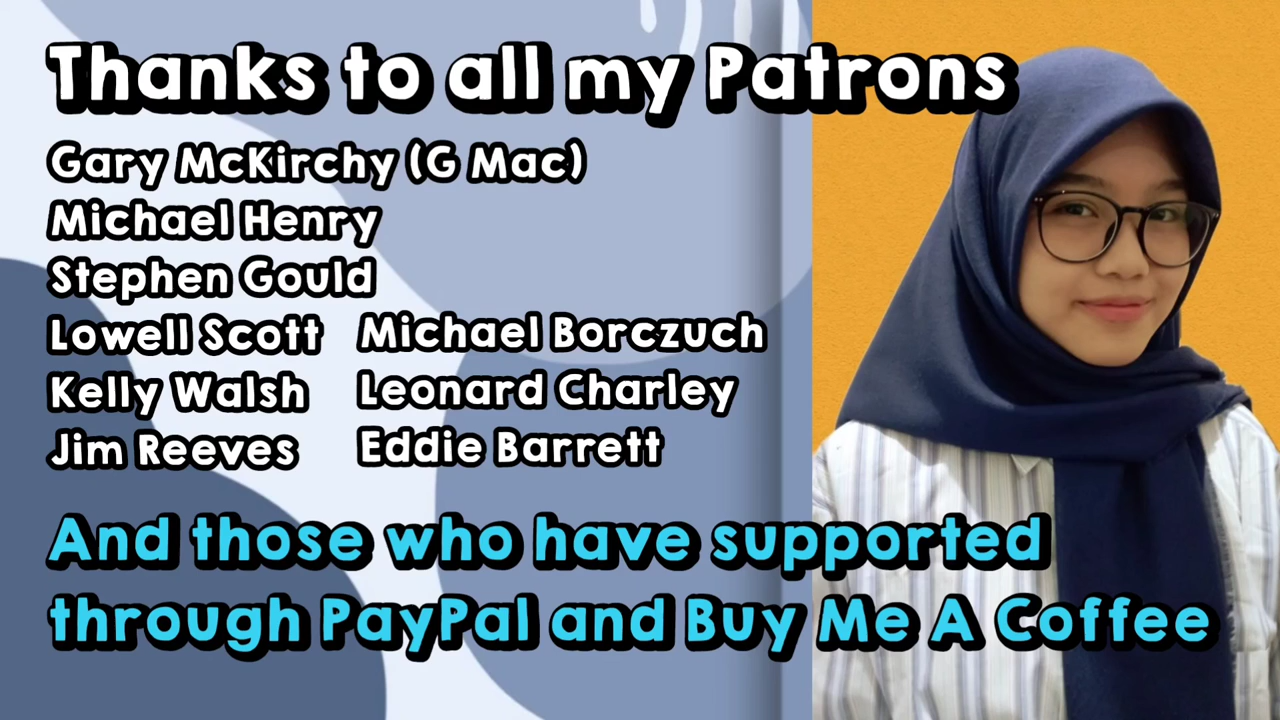 Thanks to all my Patrons
Gary McKirchy (G Mac)
Michael Henry
Stephen Gould
Lowell Scott Michael Borczuch
Kelly Walsh Leonard Charley
Jim Reeves Eddie Barrett
And those who have supported
through PayPal and Buy Me A Coffee